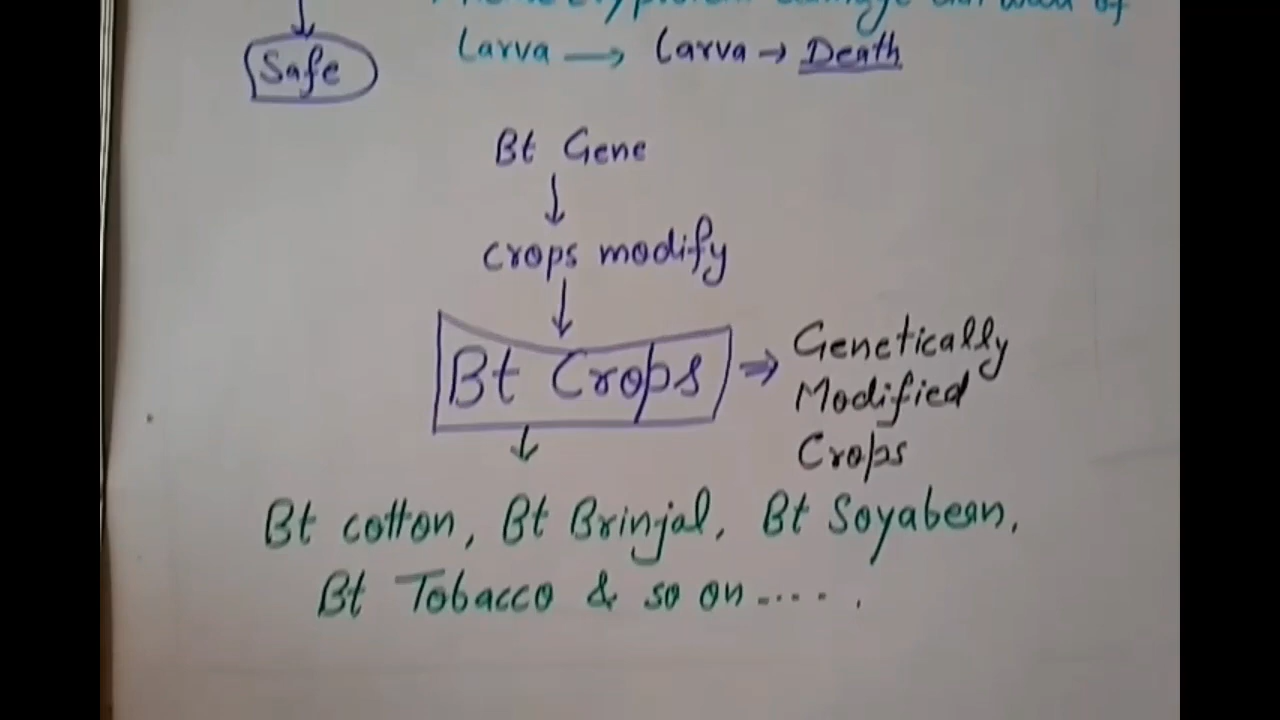 of
Larva → Larva → Death
Safe
Bt Gene
↓
crops modify
↓
Bt Crops ⇒ Genetically
Modified
Crops
↓
Bt cotton, Bt Brinjal, Bt Soyabean,
Bt Tobacco & so on ..... .